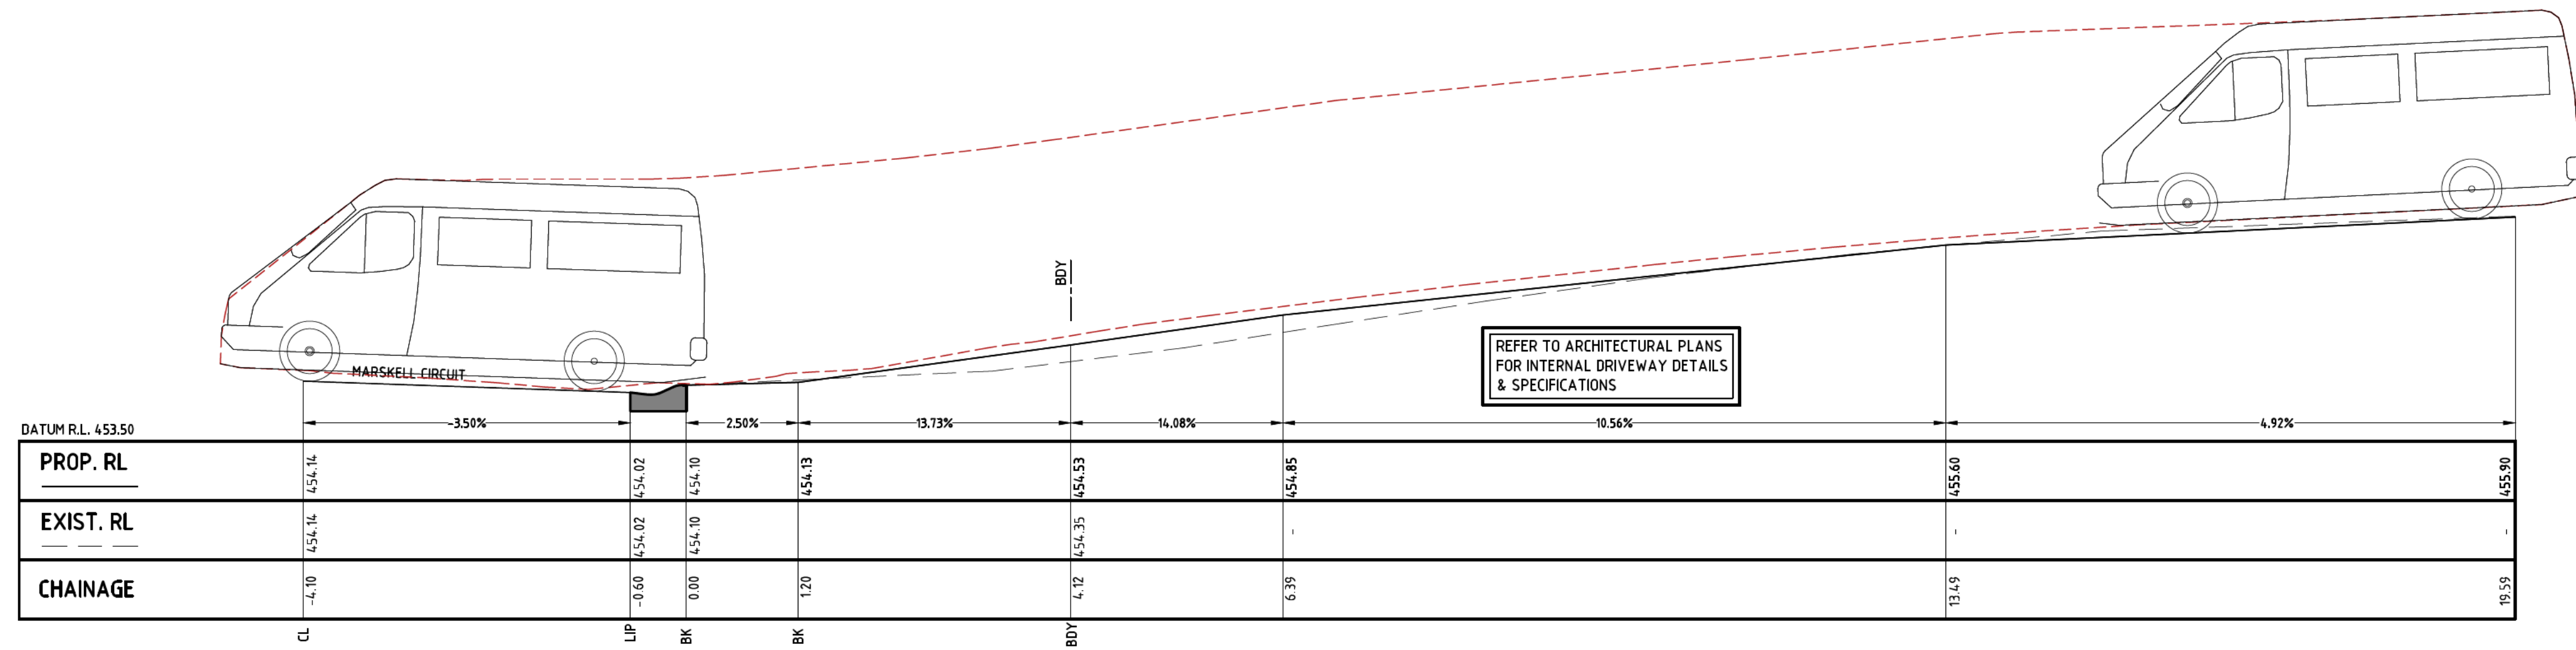 BDY
MARSKELL CIRCUIT
REFER TO ARCHITECTURAL PLANS
FOR INTERNAL DRIVEWAY DETAILS
& SPECIFICATIONS
-3.50% 2.50% 13.73% 14.08% 10.56% 4.92%
DATUM R.L. 453.50
PROP. RL 454.14 454.02 454.10 454.13 454.53 454.85 455.60 455.90
EXIST. RL 454.14 454.02 454.10 454.35 - - -
CHAINAGE -4.10 -0.60 0.00 1.20 4.12 6.39 13.49 19.59
CL LIP BK BK BDY